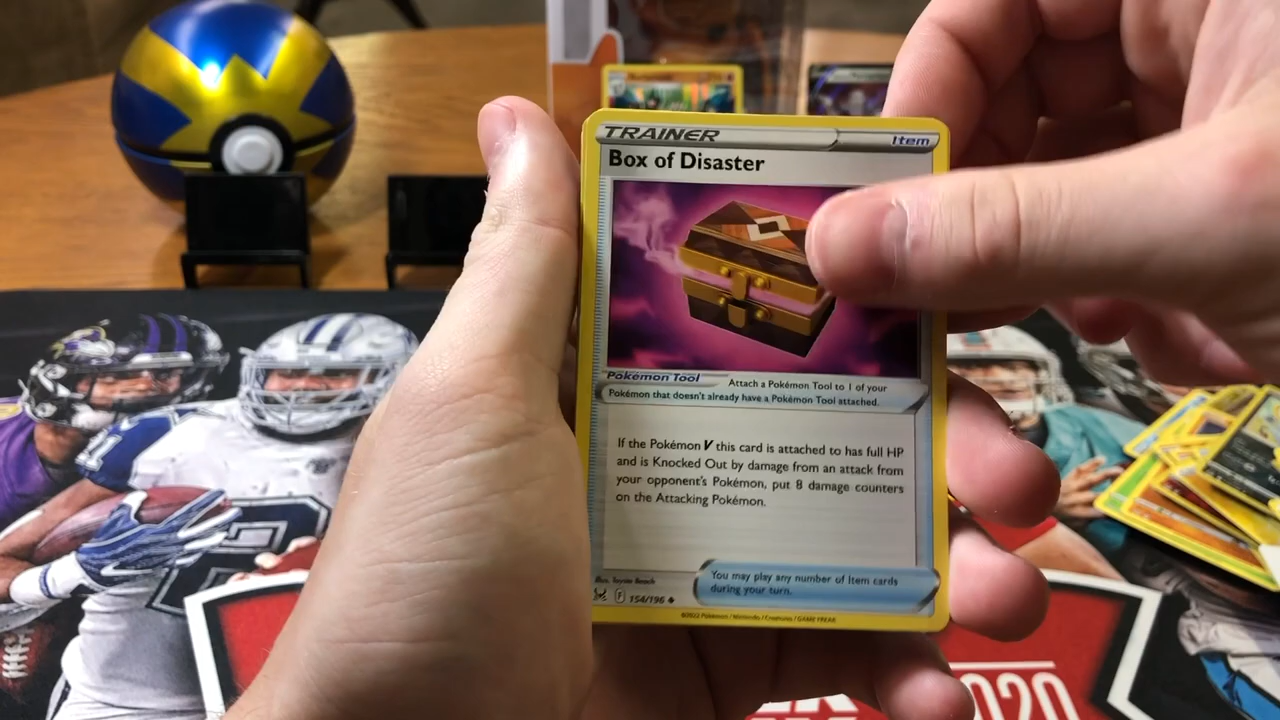 TRAINER
Item
Box of Disaster
Pokémon Tool
Attach a Pokémon Tool to 1 of your
Pokémon that doesn't already have a Pokémon Tool attached.
If the Pokémon V this card is attached to has full HP
and is Knocked Out by damage from an attack from
your opponent's Pokémon, put 8 damage counters
on the Attacking Pokémon.
You may play any number of Item cards
during your turn.
Illus. Toyste Beach
F 154/196
©2022 Pokémon / Nintendo / Creatures / GAME FREAK
2
2020